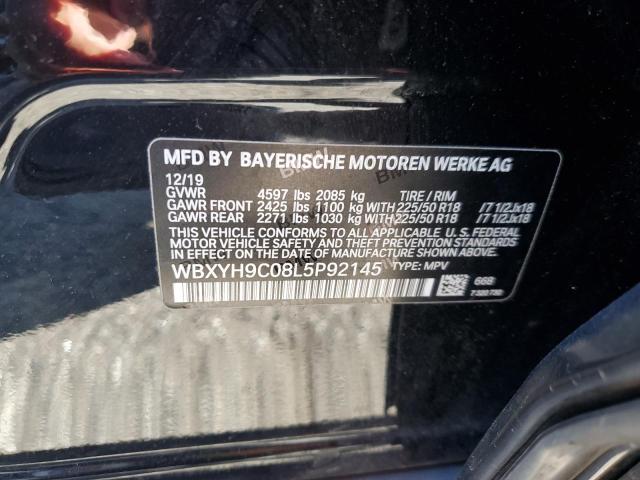 MFD BY BAYERISCHE MOTOREN WERKE AG
12/19
GVWR 4597 lbs 2085 kg TIRE / RIM
GAWR FRONT 2425 lbs 1100 kg WITH 225/50 R18 /7 1/2Jx18
GAWR REAR 2271 lbs 1030 kg WITH 225/50 R18 /7 1/2Jx18
THIS VEHICLE CONFORMS TO ALL APPLICABLE U. S. FEDERAL
MOTOR VEHICLE SAFETY, BUMPER, AND THEFT PREVENTION STANDARDS
IN EFFECT ON THE DATE OF MANUFACTURE SHOWN ABOVE.
WBXYH9C08L5P92145 TYPE: MPV
668